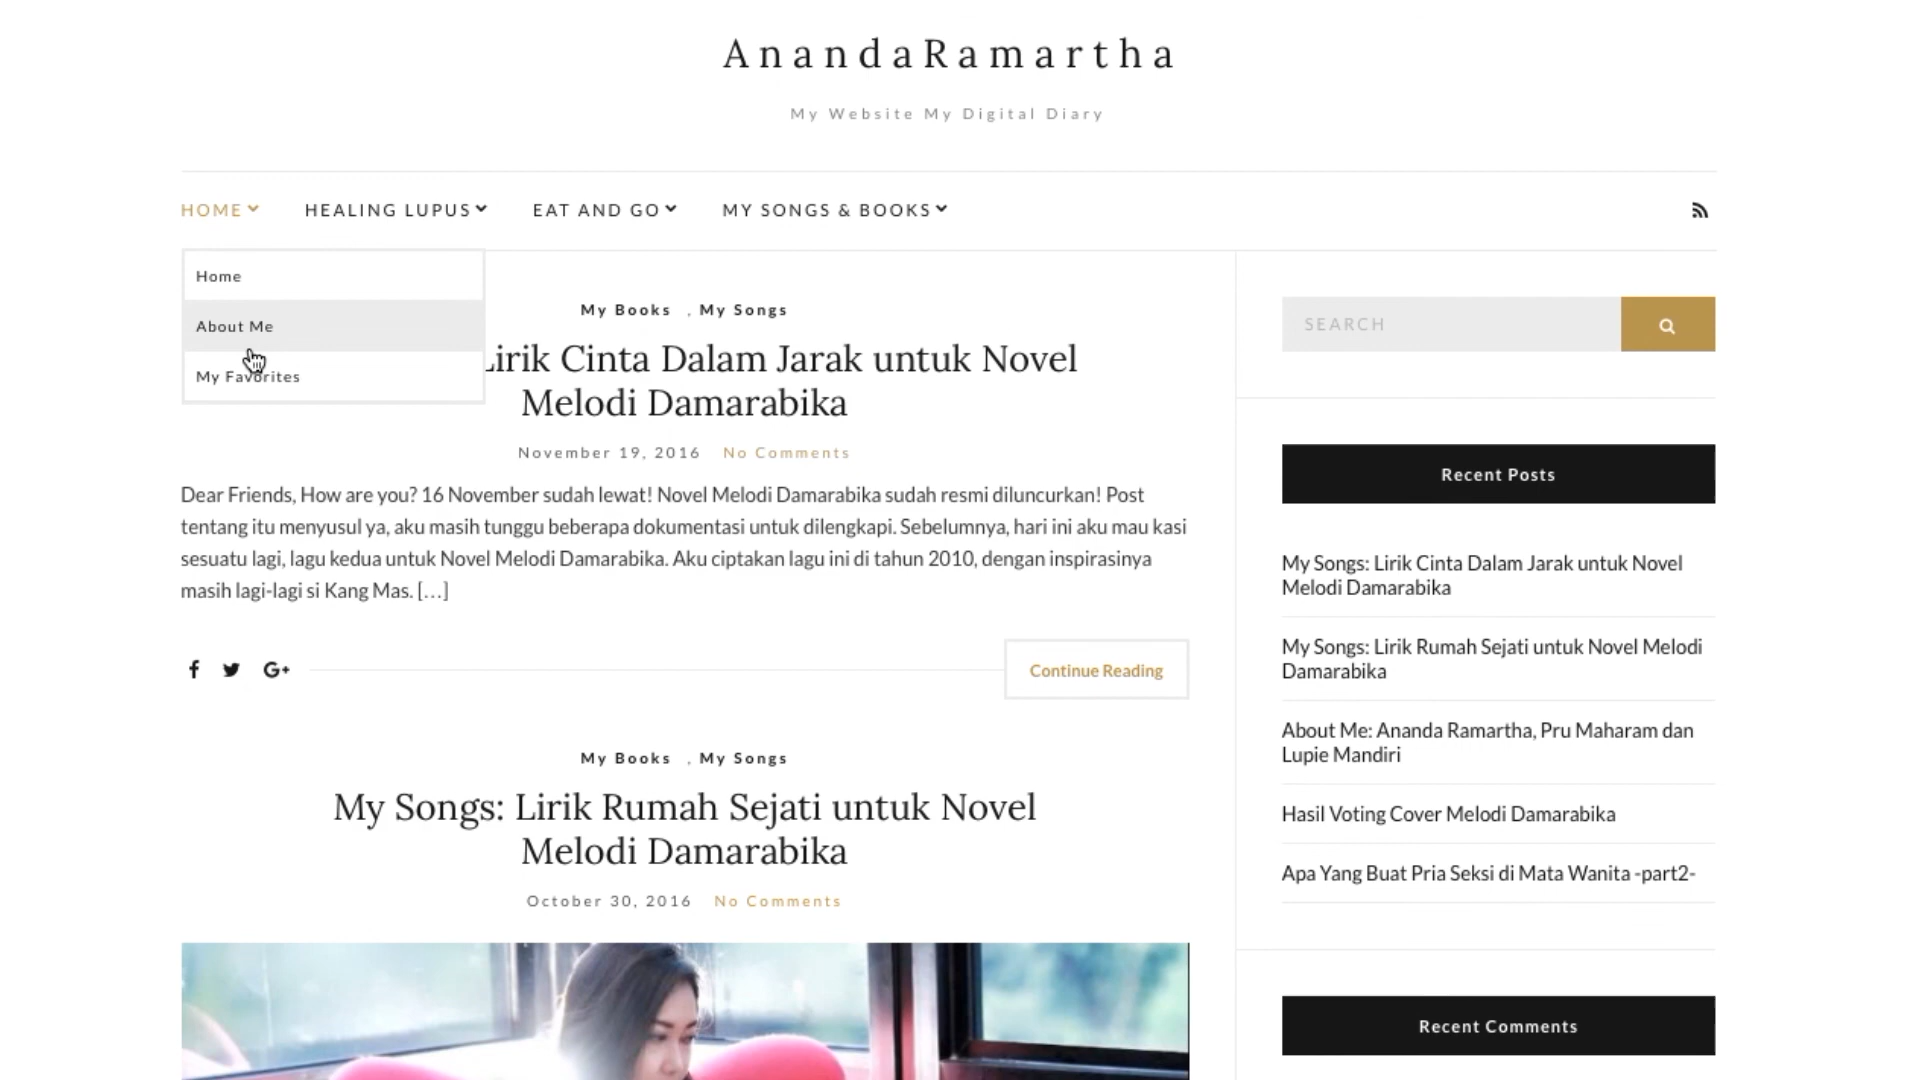 AnandaRamartha
My Website My Digital Diary
HOME HEALING LUPUS EAT AND GO MY SONGS & BOOKS
Home
About Me
My Favorites
My Books , My Songs
Lirik Cinta Dalam Jarak untuk Novel
Melodi Damarabika
November 19, 2016 No Comments
Dear Friends, How are you? 16 November sudah lewat! Novel Melodi Damarabika sudah resmi diluncurkan! Post
tentang itu menyusul ya, aku masih tunggu beberapa dokumentasi untuk dilengkapi. Sebelumnya, hari ini aku mau kasi
sesuatu lagi, lagu kedua untuk Novel Melodi Damarabika. Aku ciptakan lagu ini di tahun 2010, dengan inspirasinya
masih lagi-lagi si Kang Mas. […]
G+
Continue Reading
My Books , My Songs
My Songs: Lirik Rumah Sejati untuk Novel
Melodi Damarabika
October 30, 2016 No Comments
SEARCH
Recent Posts
My Songs: Lirik Cinta Dalam Jarak untuk Novel
Melodi Damarabika
My Songs: Lirik Rumah Sejati untuk Novel Melodi
Damarabika
About Me: Ananda Ramartha, Pru Maharam dan
Lupie Mandiri
Hasil Voting Cover Melodi Damarabika
Apa Yang Buat Pria Seksi di Mata Wanita -part2-
Recent Comments